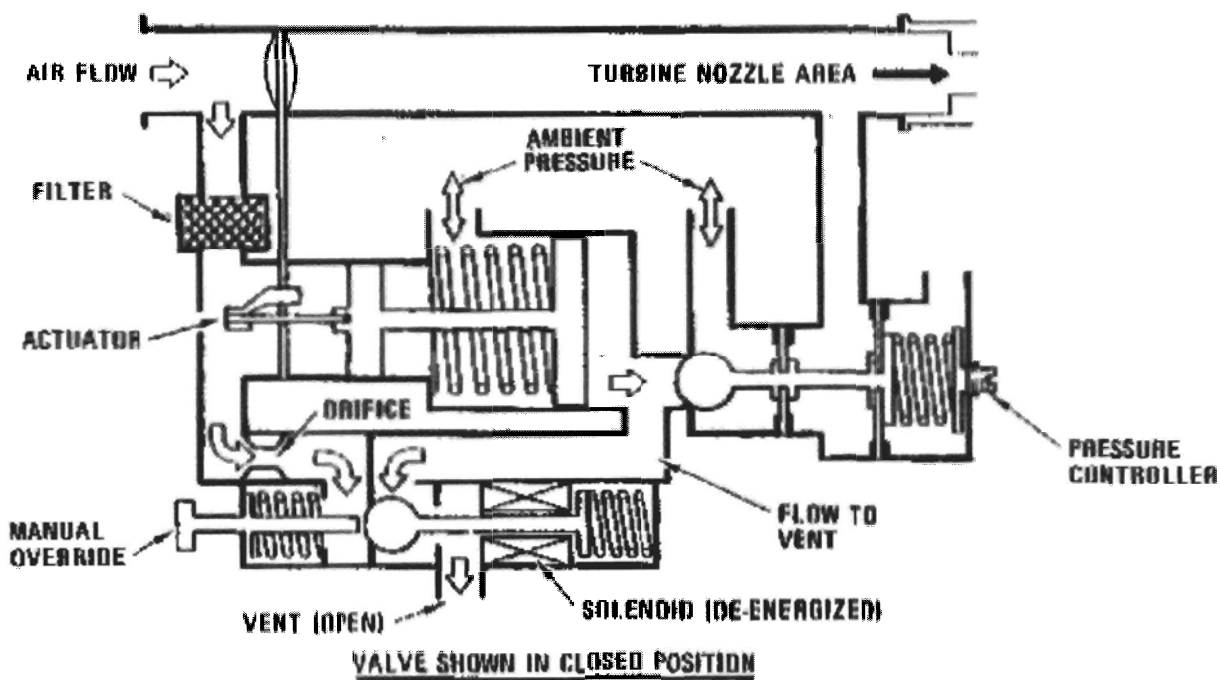 AIR FLOW
TURBINE NOZZLE AREA
AMBIENT
PRESSURE
FILTER
ACTUATOR
ORIFICE
PRESSURE
CONTROLLER
MANUAL
OVERRIDE
FLOW TO
VENT
VENT (OPEN)
SOLENOID (DE-ENERGIZED)
VALVE SHOWN IN CLOSED POSITION